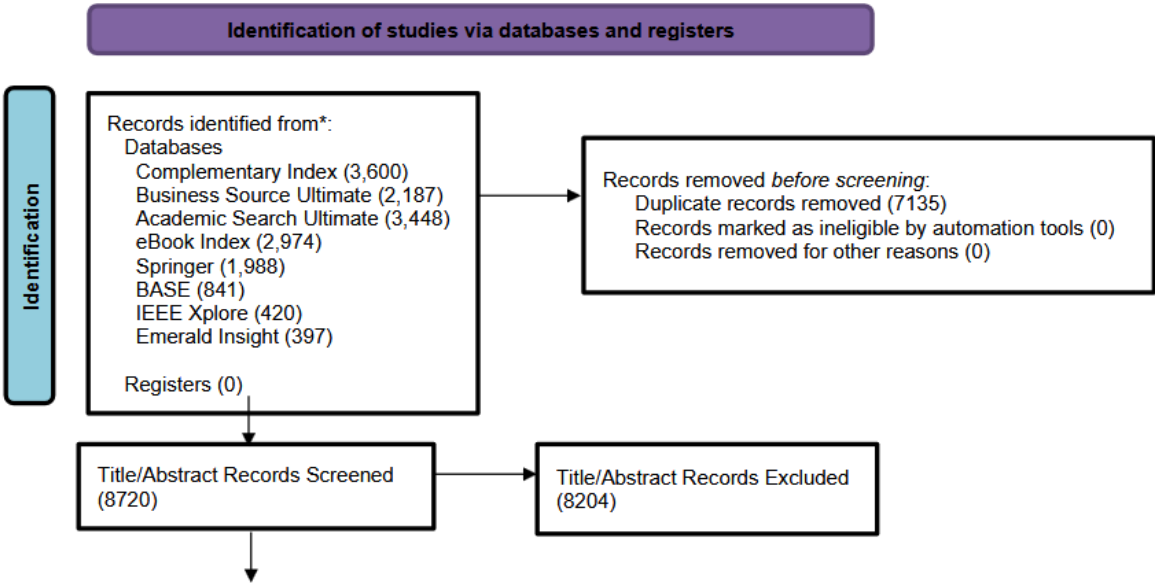 Identification of studies via databases and registers
Identification
Records identified from*:
Databases
Complementary Index (3,600)
Business Source Ultimate (2,187)
Academic Search Ultimate (3,448)
eBook Index (2,974)
Springer (1,988)
BASE (841)
IEEE Xplore (420)
Emerald Insight (397)
Registers (0)
Records removed before screening:
Duplicate records removed (7135)
Records marked as ineligible by automation tools (0)
Records removed for other reasons (0)
Title/Abstract Records Screened
(8720)
Title/Abstract Records Excluded
(8204)